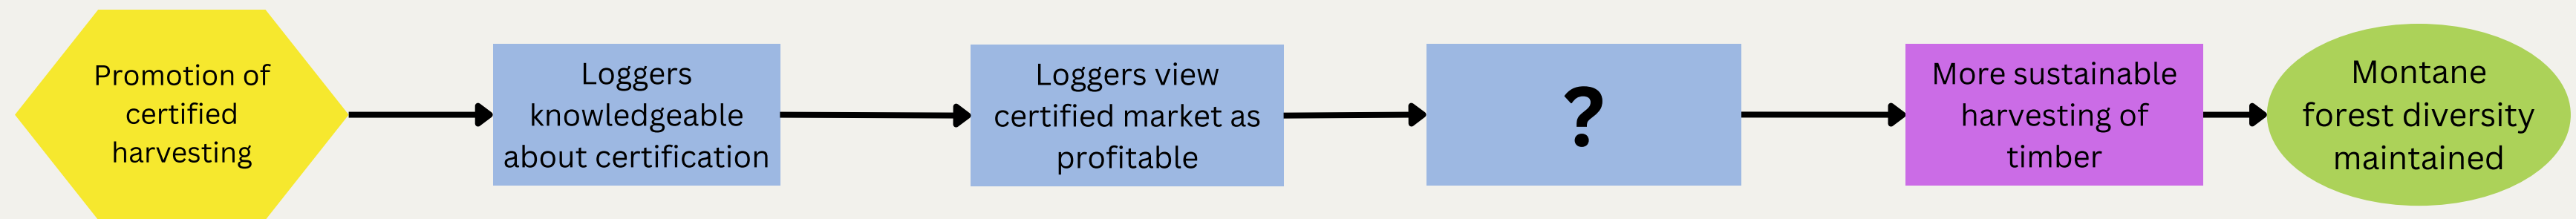 Promotion of
certified
harvesting
Loggers
knowledgeable
about certification
Loggers view
certified market as
profitable
?
More sustainable
harvesting of
timber
Montane
forest diversity
maintained